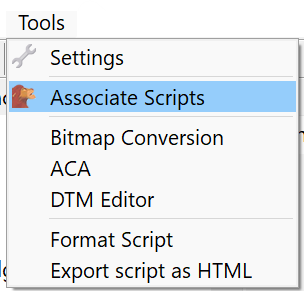 Tools
Settings
Associate Scripts
Bitmap Conversion
ACA
DTM Editor
Format Script
Export script as HTML